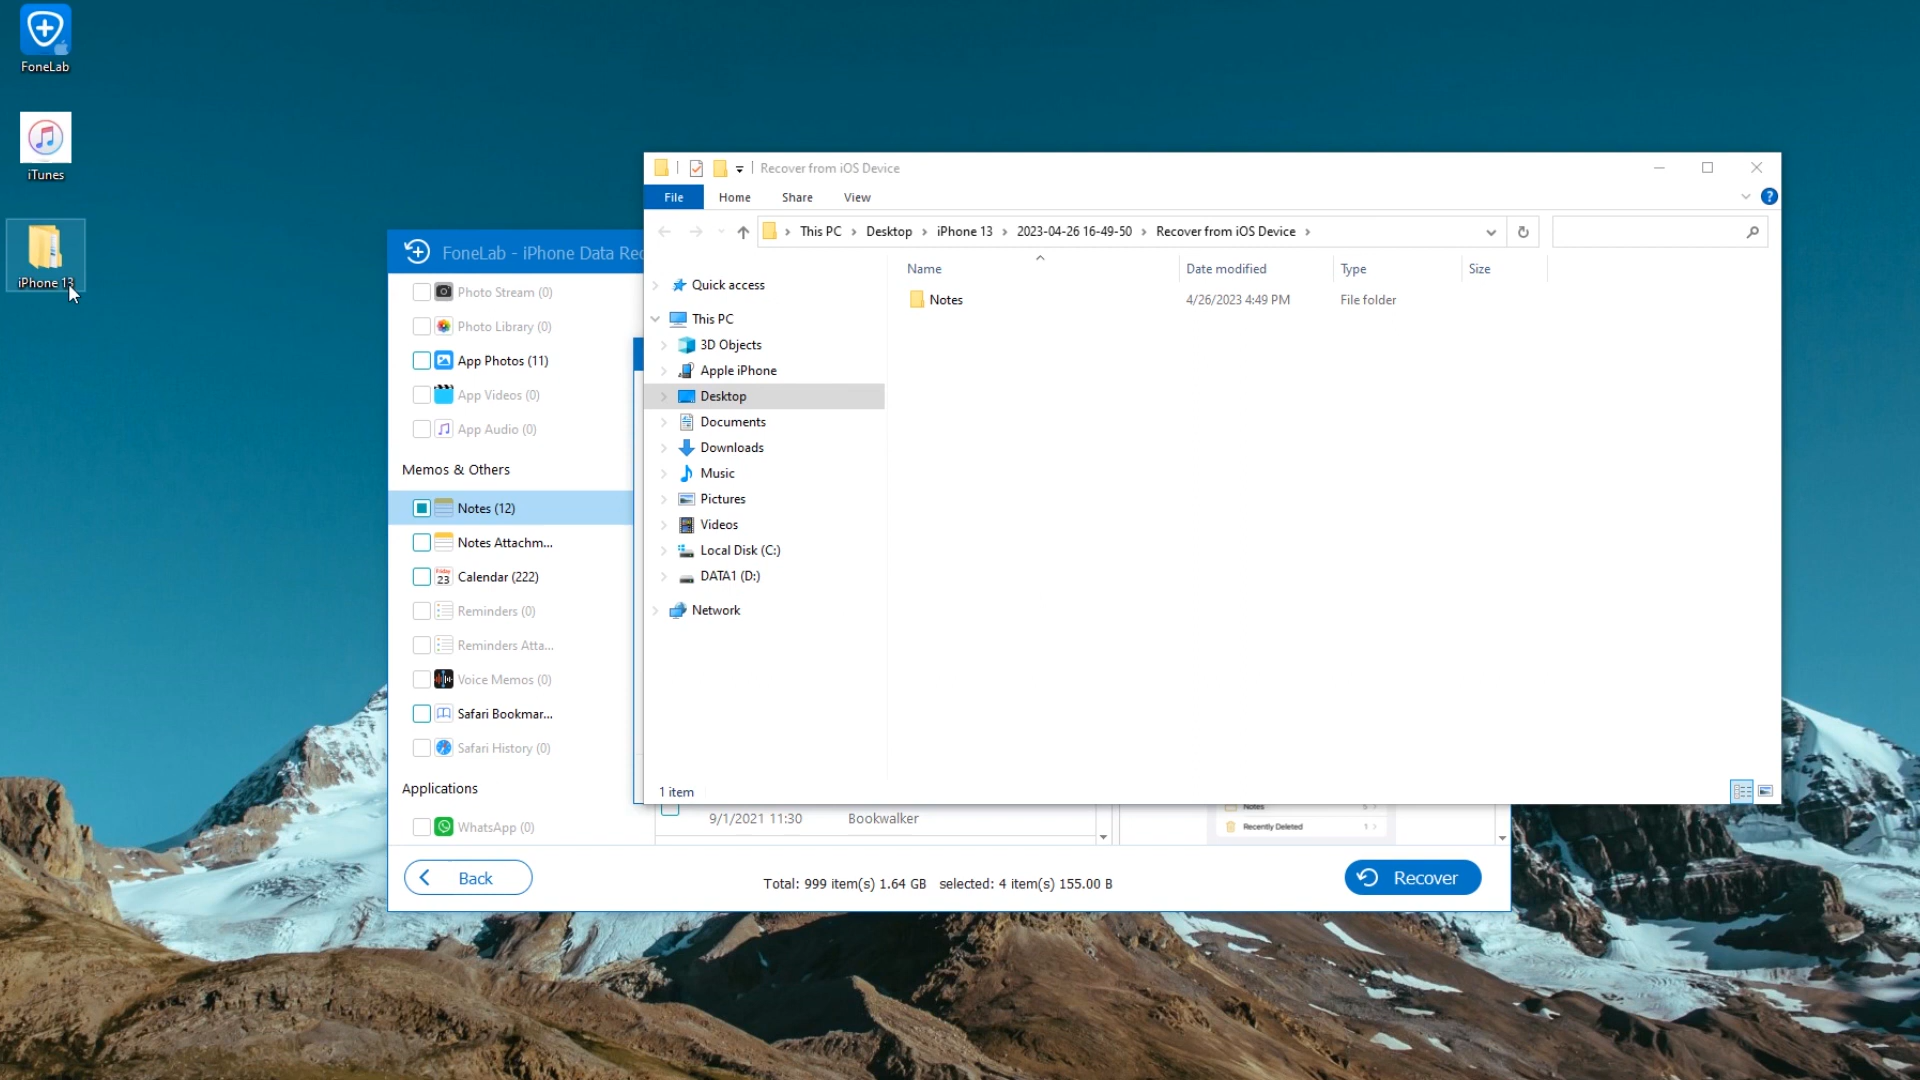 FoneLab
iTunes
iPhone 13
FoneLab - iPhone Data Rec
Photo Stream (0)
Photo Library (0)
App Photos (11)
App Videos (0)
App Audio (0)
Memos & Others
Notes (12)
Notes Attachm...
Friday
23
Calendar (222)
Reminders (0)
Reminders Atta...
Voice Memos (0)
Safari Bookmar...
Safari History (0)
Applications
WhatsApp (0)
Back
Total: 999 item(s) 1.64 GB selected: 4 item(s) 155.00 B
Recover
9/1/2021 11:30 Bookwalker
Notes 5
Recently Deleted 1
Recover from iOS Device
File Home Share View
This PC Desktop iPhone 13 2023-04-26 16-49-50 Recover from iOS Device
Name Date modified Type Size
Notes 4/26/2023 4:49 PM File folder
Quick access
This PC
3D Objects
Apple iPhone
Desktop
Documents
Downloads
Music
Pictures
Videos
Local Disk (C:)
DATA1 (D:)
Network
1 item